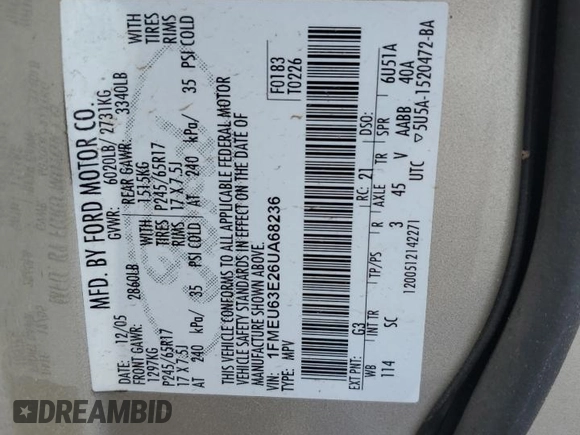 MFD. BY FORD MOTOR CO.
DATE: 12/05 GVWR: 6020LB/ 2731KG
FRONT GAWR: 2860LB REAR GAWR: 3340LB
1297KG WITH 1515KG WITH
P245/65R17 TIRES P245/65R17 TIRES
17 X 7.5J RIMS 17 X 7.5J RIMS
AT 240 kPa/ 35 PSI COLD AT 240 kPa/ 35 PSI COLD
THIS VEHICLE CONFORMS TO ALL APPLICABLE FEDERAL MOTOR
VEHICLE SAFETY STANDARDS IN EFFECT ON THE DATE OF
MANUFACTURE SHOWN ABOVE.
VIN: 1FMEU63E26UA68236 F0183
TYPE: MPV T0226
EXT PNT: G3 RC: 21 DSO:
WB INT TR TP/PS R AXLE TR SPR 6U51A
114 SC 3 45 V AABB 40A
1200512142271 UTC ▽5U5A-1520472-BA
DREAMBID